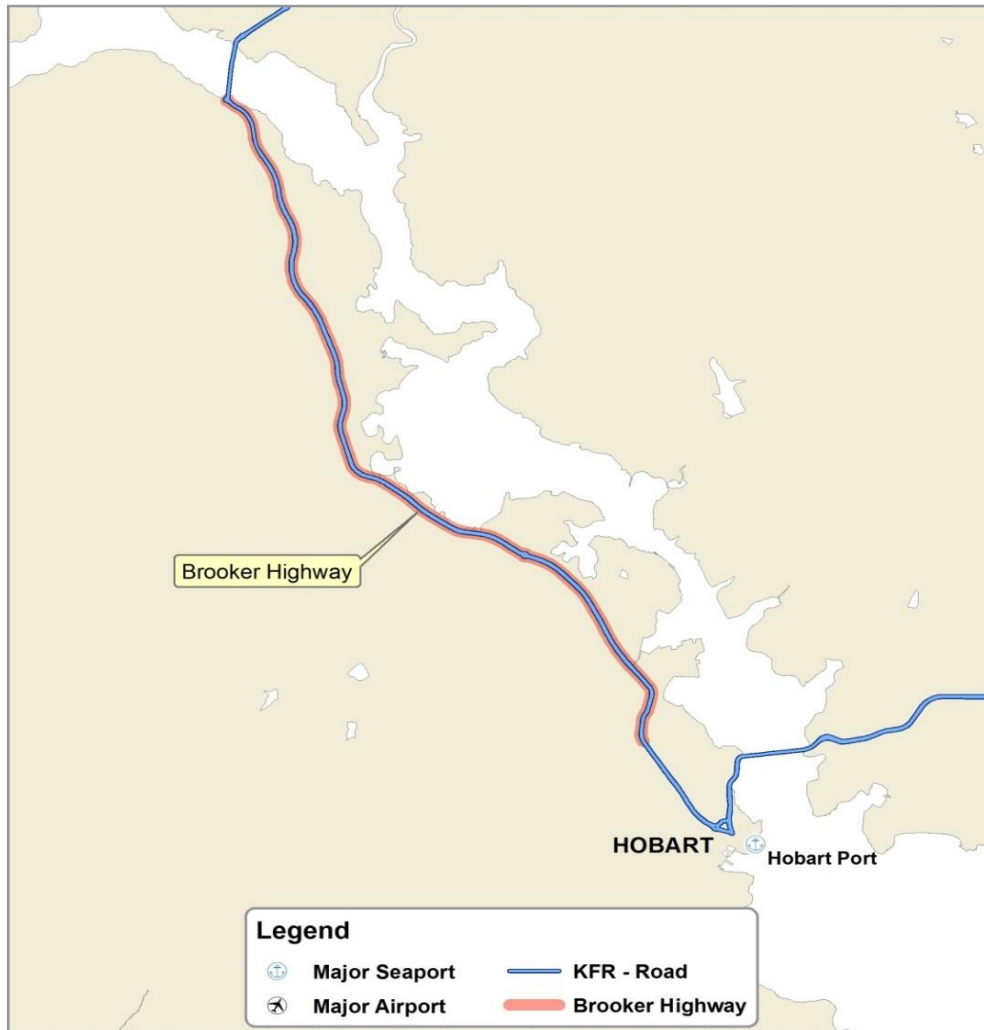 Brooker Highway
HOBART
Hobart Port
Legend
Major Seaport
KFR - Road
Major Airport
Brooker Highway